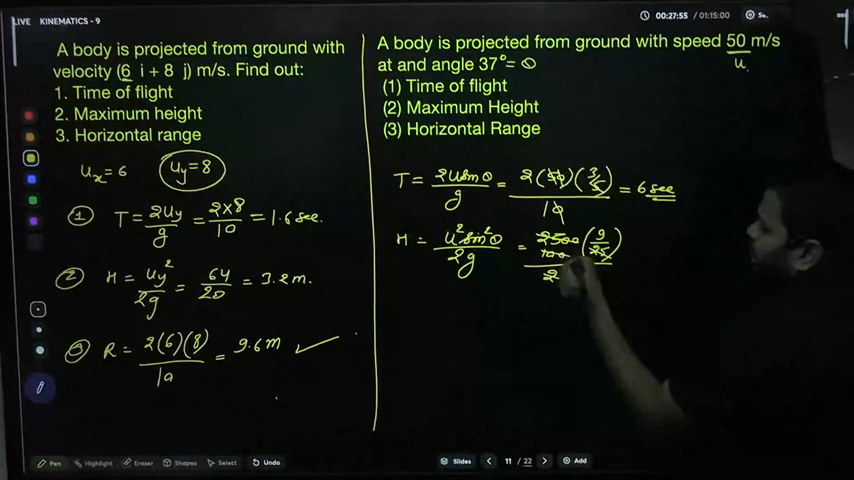 LIVE KINEMATICS - 9
00:27:55 / 01:15:00
A body is projected from ground with
velocity (6 i + 8 j) m/s. Find out:
1. Time of flight
2. Maximum height
3. Horizontal range
ux = 6 uy = 8
① T = 2uy/g = 2×8/10 = 1.6 sec.
② H = uy²/2g = 64/20 = 3.2 m.
③ R = 2(6)(8)/10 = 9.6 m ✓
A body is projected from ground with speed 50 m/s
u
at and angle 37° = θ
(1) Time of flight
(2) Maximum Height
(3) Horizontal Range
T = 2u sinθ/g = 2(50)(3/5)/10 = 6 sec
H = u² sin²θ/2g = 2500 (9/25)
100
2
Pen Highlight Eraser Shapes Select Undo
Slides 11 / 22 Add